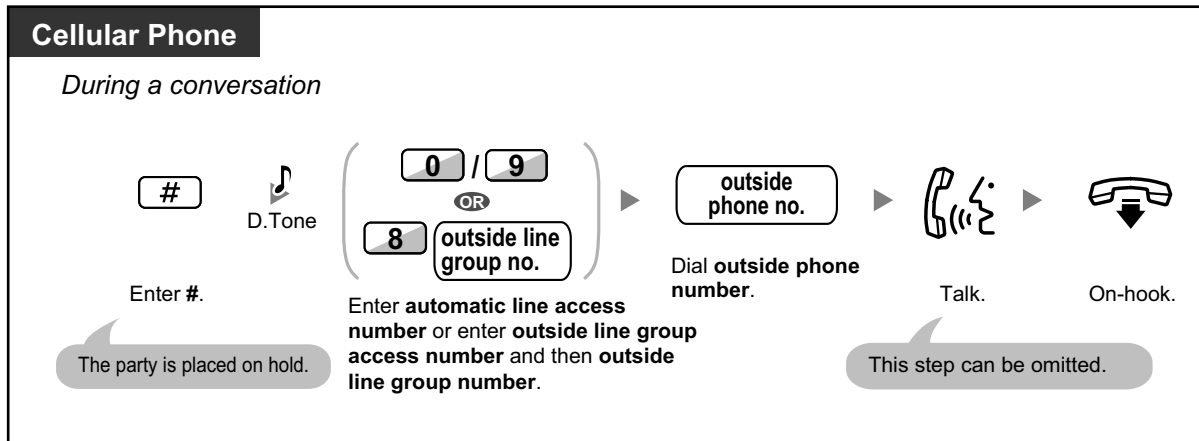 Cellular Phone
During a conversation
#
D.Tone
0 / 9
OR
8 outside line
group no.
outside
phone no.
Enter #.
The party is placed on hold.
Enter automatic line access
number or enter outside line group
access number and then outside
line group number.
Dial outside phone
number.
Talk.
This step can be omitted.
On-hook.